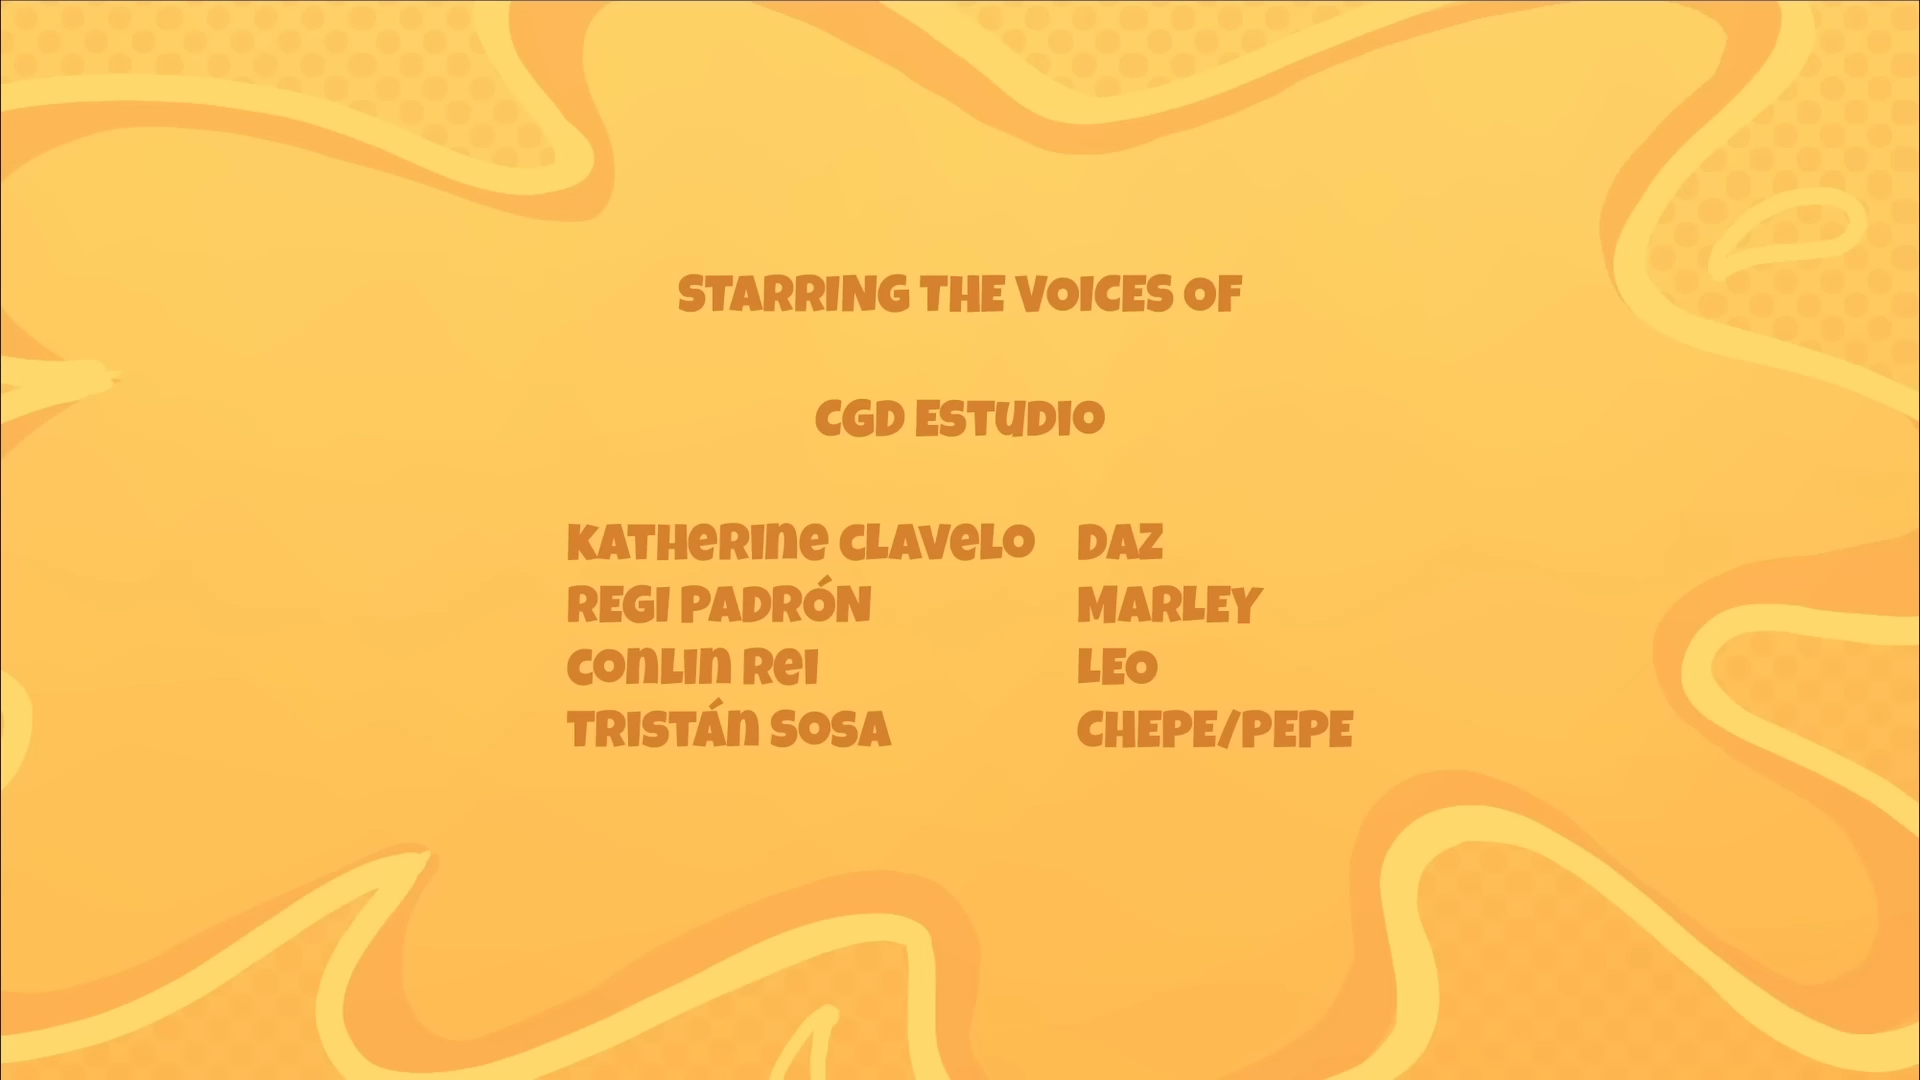 STARRING THE VOICES OF
CGD ESTUDIO
KATHERINE CLAVELO DAZ
REGI PADRÓN MARLEY
CONLIN REI LEO
TRISTÁN SOSA CHEPE/PEPE